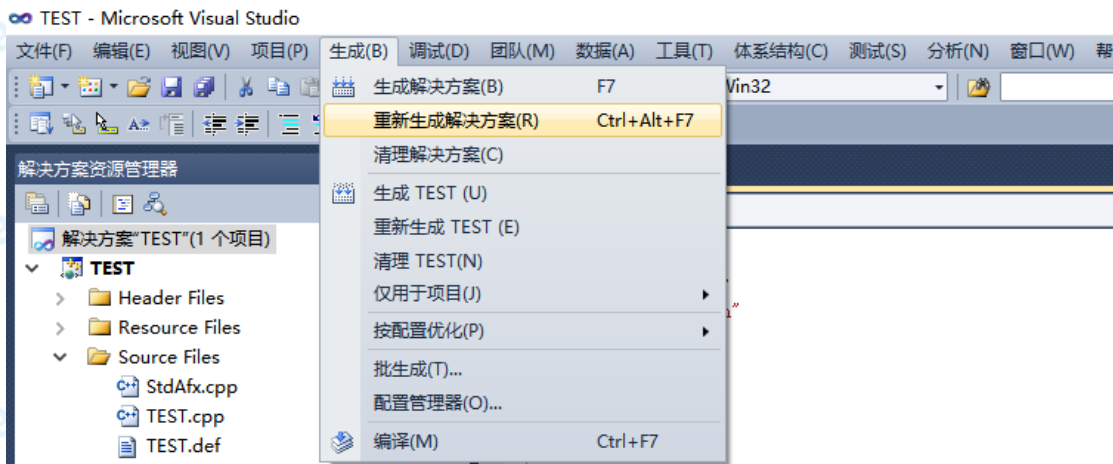 TEST - Microsoft Visual Studio
文件(F) 编辑(E) 视图(V) 项目(P) 生成(B) 调试(D) 团队(M) 数据(A) 工具(T) 体系结构(C) 测试(S) 分析(N) 窗口(W) 帮
生成解决方案(B) F7
Win32
重新生成解决方案(R) Ctrl+Alt+F7
解决方案资源管理器
清理解决方案(C)
生成 TEST (U)
重新生成 TEST (E)
解决方案"TEST"(1 个项目)
清理 TEST(N)
TEST
仅用于项目(J)
Header Files
按配置优化(P)
Resource Files
批生成(T)...
Source Files
配置管理器(O)...
StdAfx.cpp
TEST.cpp
编译(M) Ctrl+F7
TEST.def